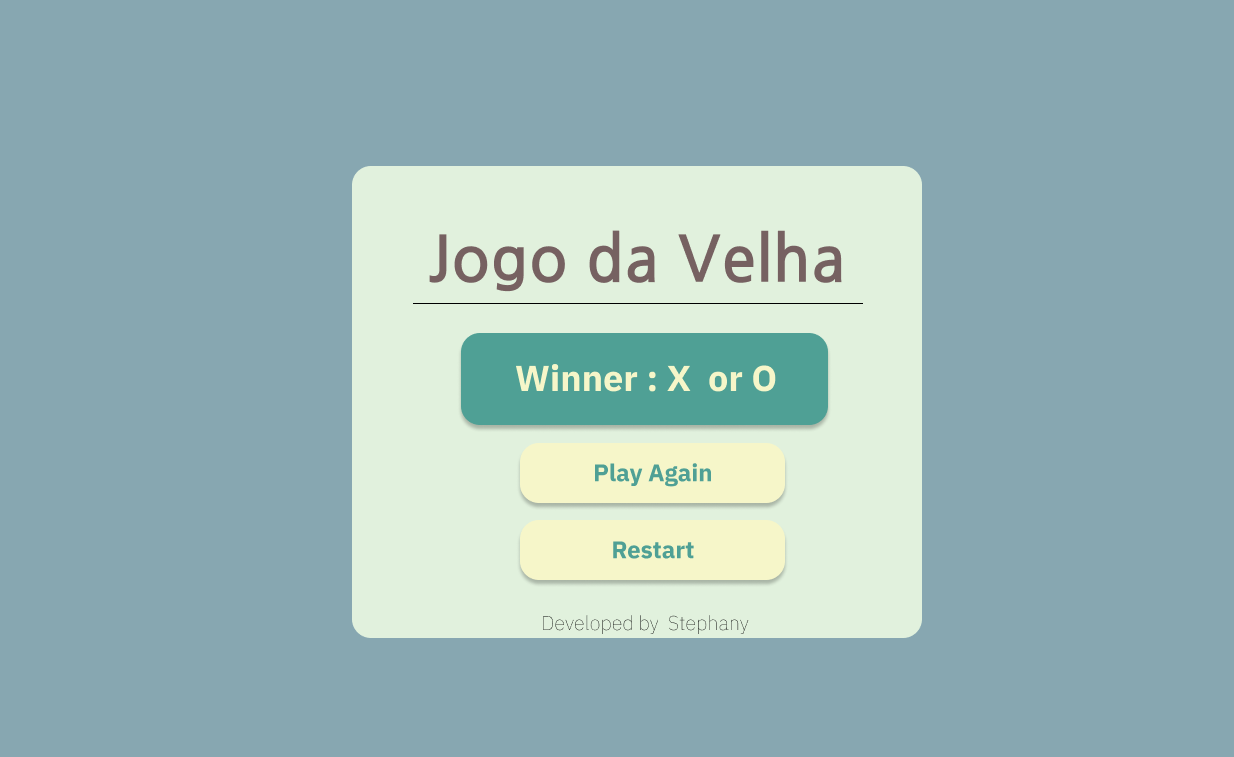 Jogo da Velha
Winner : X  or O
Play Again
Restart
Developed by  Stephany